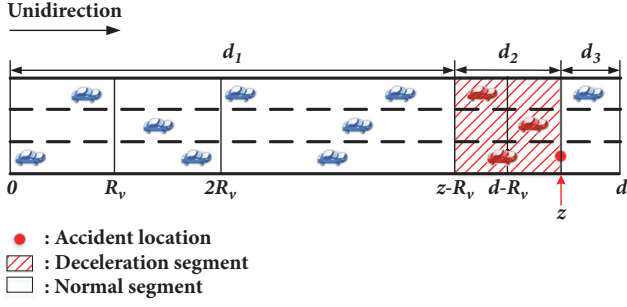 Unidirection
d₁ d₂ d₃
0 Rᵥ 2Rᵥ z-Rᵥ d-Rᵥ d
z
: Accident location
: Deceleration segment
: Normal segment